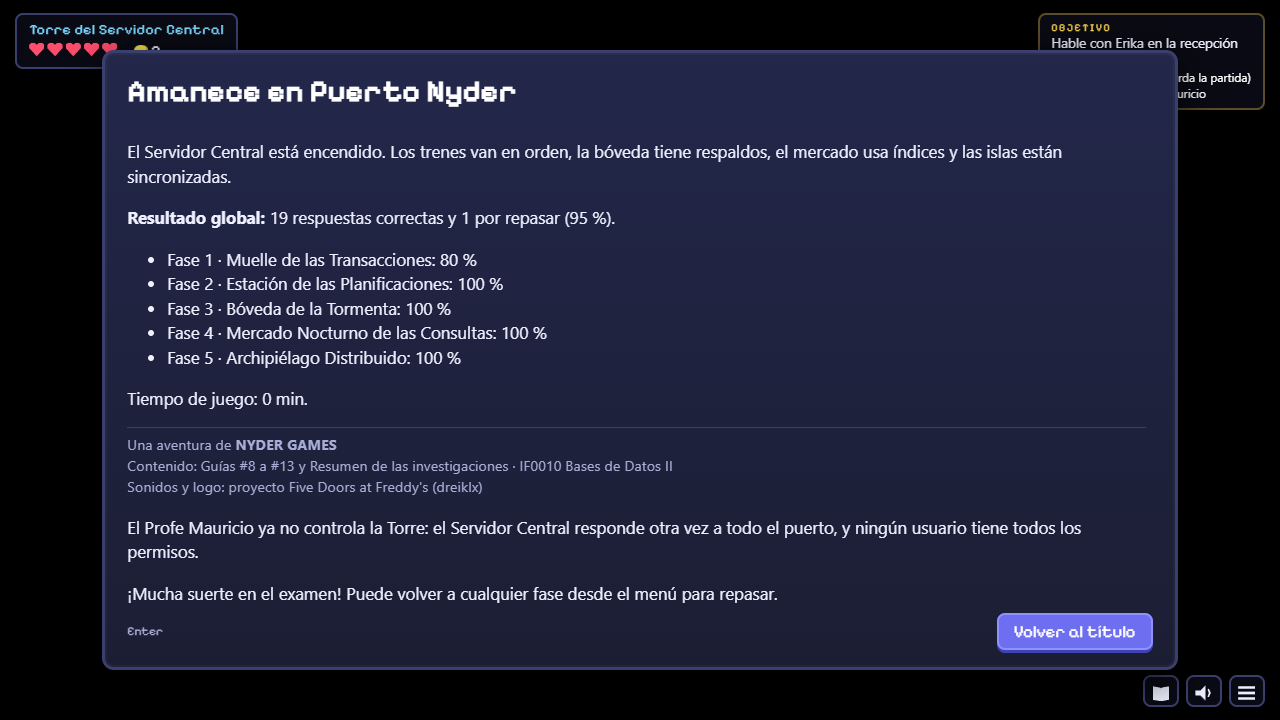 Torre del Servidor Central
OBJETIVO
Hable con Erika en la recepción
rda la partida)
uricio
Amanece en Puerto Nyder
El Servidor Central está encendido. Los trenes van en orden, la bóveda tiene respaldos, el mercado usa índices y las islas están
sincronizadas.
Resultado global: 19 respuestas correctas y 1 por repasar (95 %).
• Fase 1 · Muelle de las Transacciones: 80 %
• Fase 2 · Estación de las Planificaciones: 100 %
• Fase 3 · Bóveda de la Tormenta: 100 %
• Fase 4 · Mercado Nocturno de las Consultas: 100 %
• Fase 5 · Archipiélago Distribuido: 100 %
Tiempo de juego: 0 min.
Una aventura de NYDER GAMES
Contenido: Guías #8 a #13 y Resumen de las investigaciones · IF0010 Bases de Datos II
Sonidos y logo: proyecto Five Doors at Freddy's (dreiklx)
El Profe Mauricio ya no controla la Torre: el Servidor Central responde otra vez a todo el puerto, y ningún usuario tiene todos los
permisos.
¡Mucha suerte en el examen! Puede volver a cualquier fase desde el menú para repasar.
Enter
Volver al título